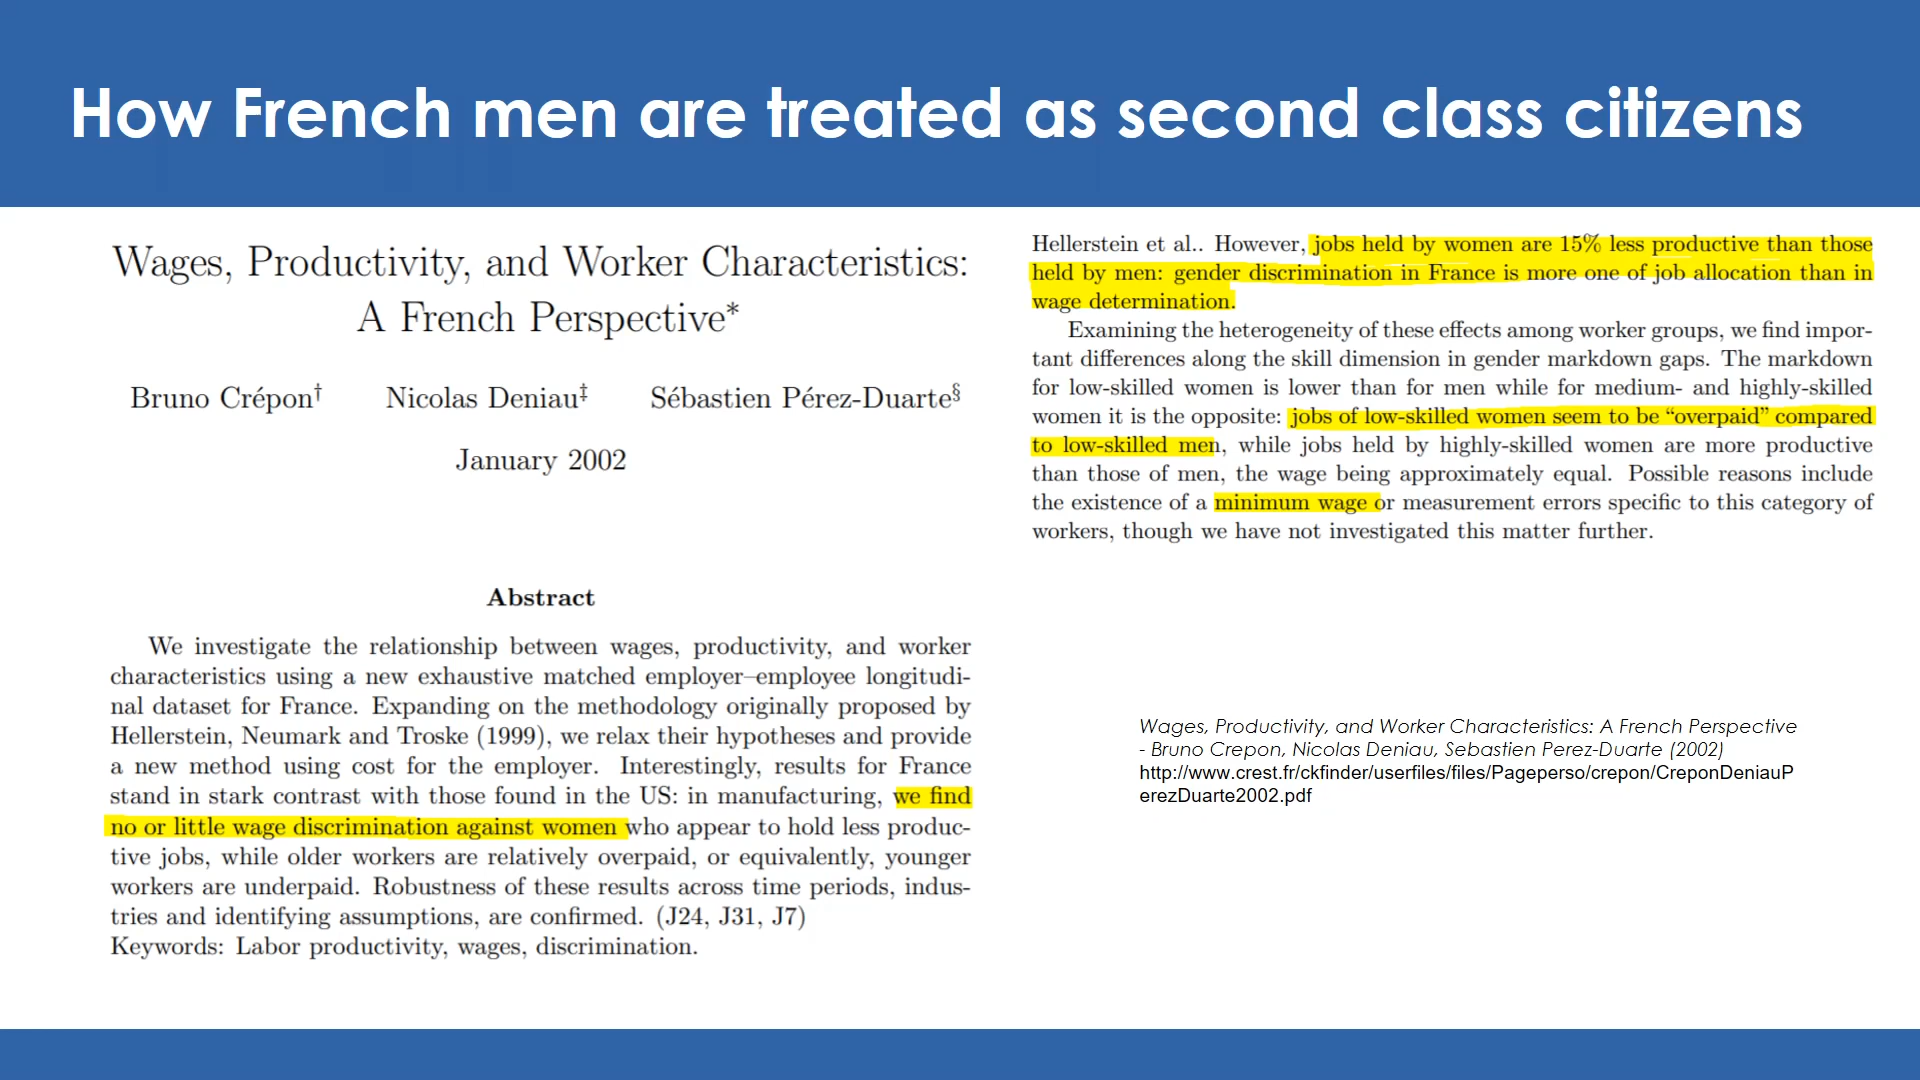 How French men are treated as second class citizens
Wages, Productivity, and Worker Characteristics:
A French Perspective*
Bruno Crépon† Nicolas Deniau‡ Sébastien Pérez-Duarte§
January 2002
Abstract
We investigate the relationship between wages, productivity, and worker
characteristics using a new exhaustive matched employer–employee longitudi-
nal dataset for France. Expanding on the methodology originally proposed by
Hellerstein, Neumark and Troske (1999), we relax their hypotheses and provide
a new method using cost for the employer. Interestingly, results for France
stand in stark contrast with those found in the US: in manufacturing, we find
no or little wage discrimination against women who appear to hold less produc-
tive jobs, while older workers are relatively overpaid, or equivalently, younger
workers are underpaid. Robustness of these results across time periods, indus-
tries and identifying assumptions, are confirmed. (J24, J31, J7)
Keywords: Labor productivity, wages, discrimination.
Hellerstein et al.. However, jobs held by women are 15% less productive than those
held by men: gender discrimination in France is more one of job allocation than in
wage determination.
Examining the heterogeneity of these effects among worker groups, we find impor-
tant differences along the skill dimension in gender markdown gaps. The markdown
for low-skilled women is lower than for men while for medium- and highly-skilled
women it is the opposite: jobs of low-skilled women seem to be “overpaid” compared
to low-skilled men, while jobs held by highly-skilled women are more productive
than those of men, the wage being approximately equal. Possible reasons include
the existence of a minimum wage or measurement errors specific to this category of
workers, though we have not investigated this matter further.
Wages, Productivity, and Worker Characteristics: A French Perspective
- Bruno Crepon, Nicolas Deniau, Sebastien Perez-Duarte (2002)
http://www.crest.fr/ckfinder/userfiles/files/Pageperso/crepon/CreponDeniauP
erezDuarte2002.pdf